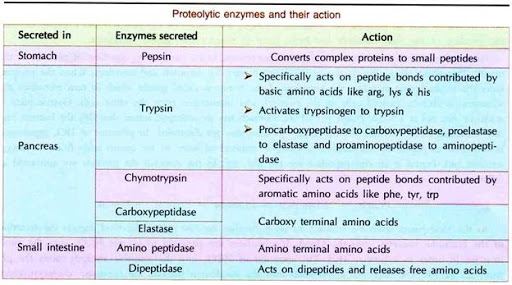 Proteolytic enzymes and their action
Secreted in Enzymes secreted Action
Stomach Pepsin Converts complex proteins to small peptides
Pancreas
Trypsin
➤ Specifically acts on peptide bonds contributed by
basic amino acids like arg, lys & his
➤ Activates trypsinogen to trypsin
➤ Procarboxypeptidase to carboxypeptidase, proelastase
to elastase and proaminopeptidase to aminopepti-
dase
Chymotrypsin
Specifically acts on peptide bonds contributed by
aromatic amino acids like phe, tyr, trp
Carboxypeptidase
Elastase
Carboxy terminal amino acids
Small intestine
Amino peptidase Amino terminal amino acids
Dipeptidase Acts on dipeptides and releases free amino acids